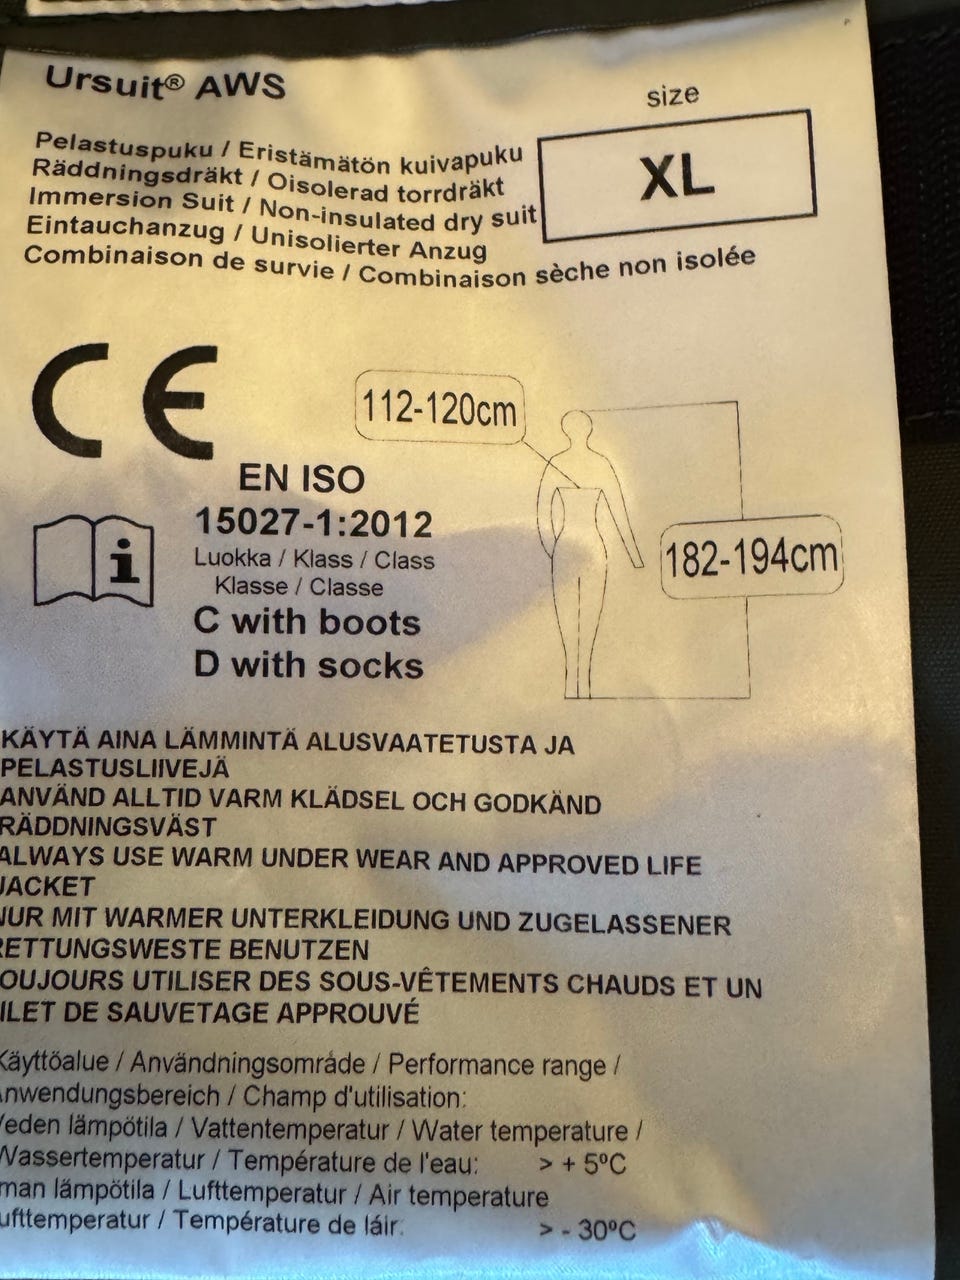 Ursuit® AWS
size
XL
Pelastuspuku / Eristämätön kuivapuku
Räddningsdräkt / Oisolerad torrdräkt
Immersion Suit / Non-insulated dry suit
Eintauchanzug / Unisolierter Anzug
Combinaison de survie / Combinaison sèche non isolée
CE
112-120cm
EN ISO
15027-1:2012
Luokka / Klass / Class
Klasse / Classe
C with boots
D with socks
182-194cm
KÄYTÄ AINA LÄMMINTÄ ALUSVAATETUSTA JA
PELASTUSLIIVEJÄ
ANVÄND ALLTID VARM KLÄDSEL OCH GODKÄND
RÄDDNINGSVÄST
ALWAYS USE WARM UNDER WEAR AND APPROVED LIFE
JACKET
NUR MIT WARMER UNTERKLEIDUNG UND ZUGELASSENER
RETTUNGSWESTE BENUTZEN
OUJOURS UTILISER DES SOUS-VÊTEMENTS CHAUDS ET UN
ILET DE SAUVETAGE APPROUVÉ
Käyttöalue / Användningsområde / Performance range /
Anwendungsbereich / Champ d'utilisation:
Veden lämpötila / Vattentemperatur / Water temperature /
Wassertemperatur / Température de l'eau: > + 5ºC
man lämpötila / Lufttemperatur / Air temperature
ufttemperatur / Température de láir. > - 30ºC